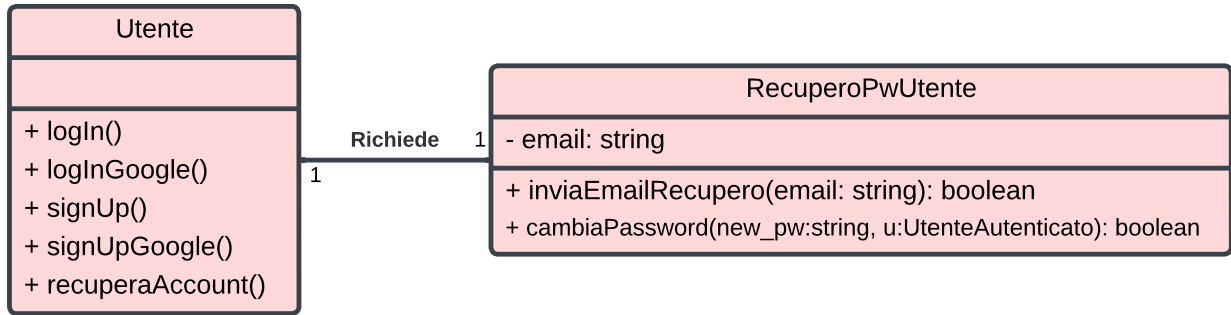 Utente
+ logIn()
+ logInGoogle()
+ signUp()
+ signUpGoogle()
+ recuperaAccount()
Richiede
1
1
RecuperoPwUtente
- email: string
+ inviaEmailRecupero(email: string): boolean
+ cambiaPassword(new_pw:string, u:UtenteAutenticato): boolean